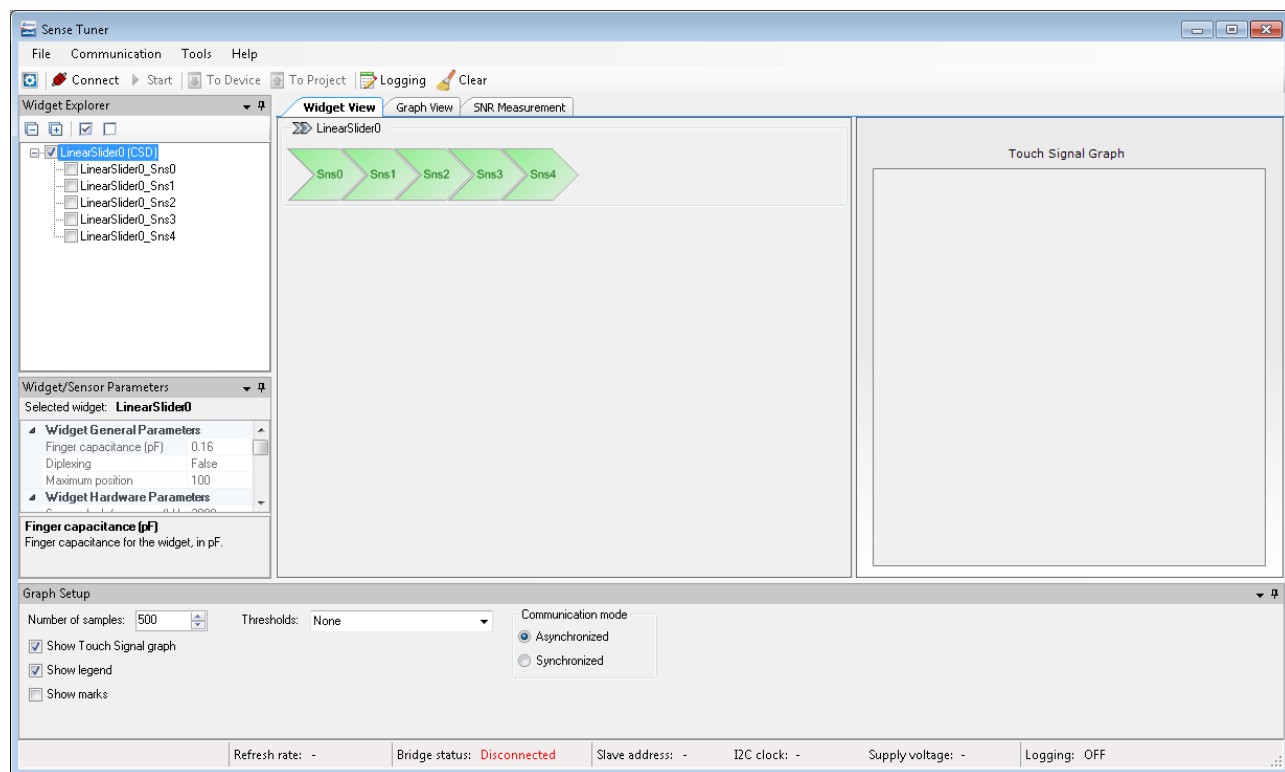 Sense Tuner
File Communication Tools Help
Connect Start To Device To Project Logging Clear
Widget Explorer
LinearSlider0 (CSD)
LinearSlider0_Sns0
LinearSlider0_Sns1
LinearSlider0_Sns2
LinearSlider0_Sns3
LinearSlider0_Sns4
Widget/Sensor Parameters
Selected widget: LinearSlider0
Widget General Parameters
Finger capacitance (pF) 0.16
Diplexing False
Maximum position 100
Widget Hardware Parameters
Finger capacitance (pF)
Finger capacitance for the widget, in pF.
Widget View Graph View SNR Measurement
LinearSlider0
Sns0 Sns1 Sns2 Sns3 Sns4
Touch Signal Graph
Graph Setup
Number of samples: 500 Thresholds: None
Show Touch Signal graph
Show legend
Show marks
Communication mode
Asynchronized
Synchronized
Refresh rate: - Bridge status: Disconnected Slave address: - I2C clock: - Supply voltage: - Logging: OFF